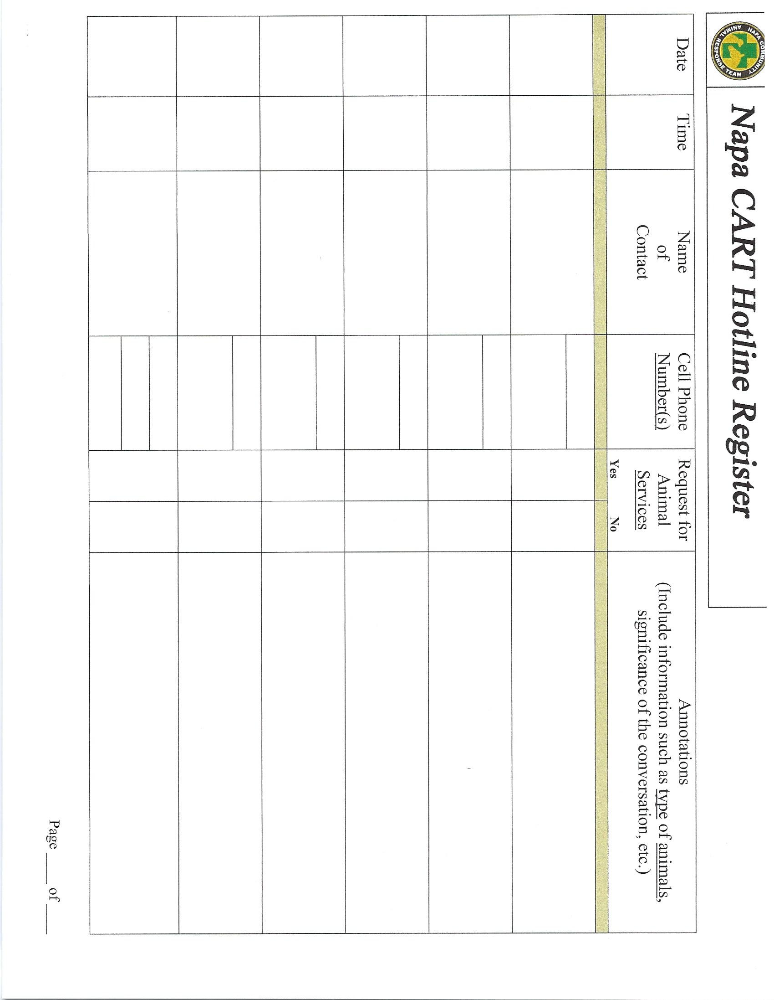 NAPA COMMUNITY
ANIMAL RESPONSE TEAM
Napa CART Hotline Register
Date
Time
Name
of
Contact
Cell Phone
Number(s)
Request for
Animal
Services
Yes No
Annotations
(Include information such as type of animals,
significance of the conversation, etc.)
Page ____ of ____